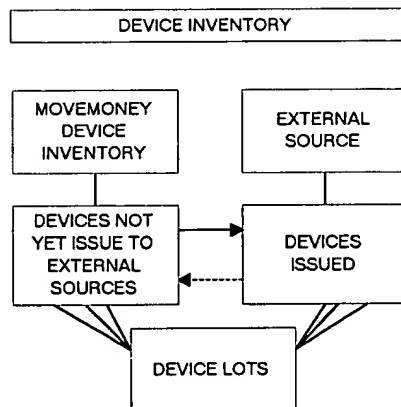 DEVICE INVENTORY
MOVEMONEY
DEVICE
INVENTORY
EXTERNAL
SOURCE
DEVICES NOT
YET ISSUE TO
EXTERNAL
SOURCES
DEVICES
ISSUED
DEVICE LOTS